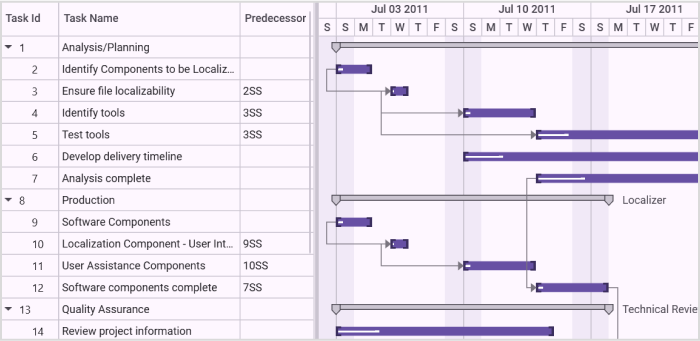 Task Id Task Name Predecessor Jul 03 2011 Jul 10 2011 Jul 17 2011
S S M T W T F S S M T W T F S S M T W T F
1 Analysis/Planning
2 Identify Components to be Localiz...
3 Ensure file localizability 2SS
4 Identify tools 3SS
5 Test tools 3SS
6 Develop delivery timeline
7 Analysis complete
8 Production Localizer
9 Software Components
10 Localization Component - User Int... 9SS
11 User Assistance Components 10SS
12 Software components complete 7SS
13 Quality Assurance Technical Revie
14 Review project information